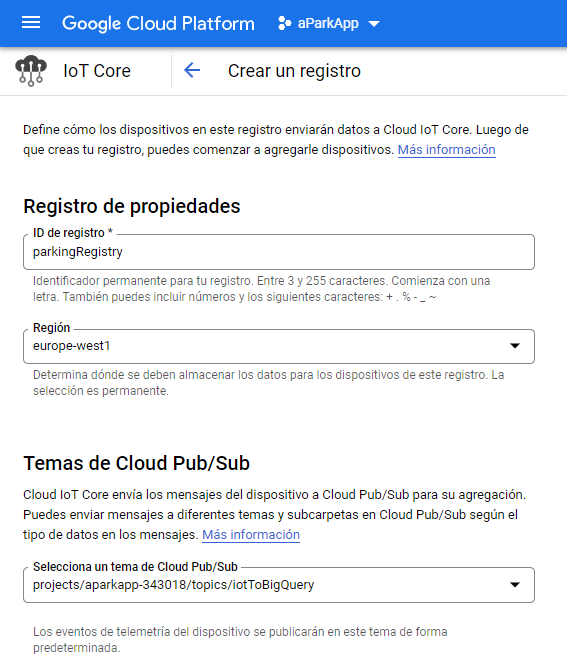 Google Cloud Platform
aParkApp
IoT Core
Crear un registro
Define cómo los dispositivos en este registro enviarán datos a Cloud IoT Core. Luego de
que creas tu registro, puedes comenzar a agregarle dispositivos. Más información
Registro de propiedades
ID de registro *
parkingRegistry
Identificador permanente para tu registro. Entre 3 y 255 caracteres. Comienza con una
letra. También puedes incluir números y los siguientes caracteres: + . % - _ ~
Región
europe-west1
Determina dónde se deben almacenar los datos para los dispositivos de este registro. La
selección es permanente.
Temas de Cloud Pub/Sub
Cloud IoT Core envía los mensajes del dispositivo a Cloud Pub/Sub para su agregación.
Puedes enviar mensajes a diferentes temas y subcarpetas en Cloud Pub/Sub según el
tipo de datos en los mensajes. Más información
Selecciona un tema de Cloud Pub/Sub
projects/aparkapp-343018/topics/iotToBigQuery
Los eventos de telemetría del dispositivo se publicarán en este tema de forma
predeterminada.